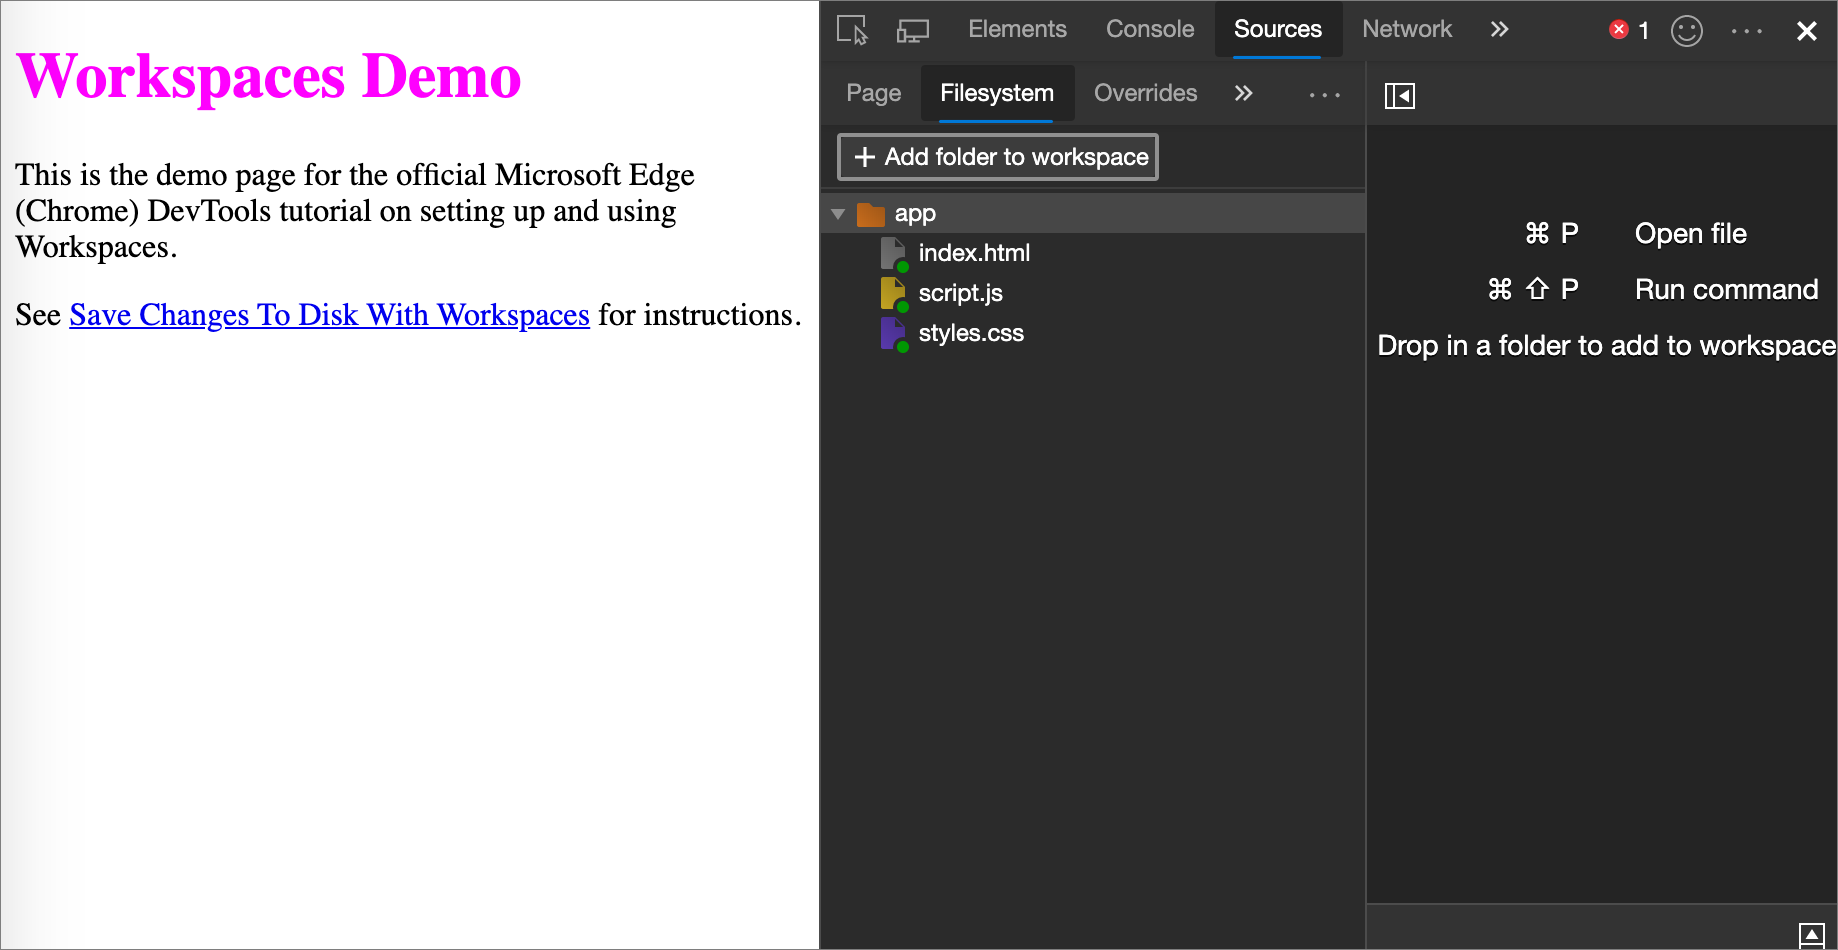 Workspaces Demo
This is the demo page for the official Microsoft Edge
(Chrome) DevTools tutorial on setting up and using
Workspaces.
See Save Changes To Disk With Workspaces for instructions.
Elements Console Sources Network » 1
Page Filesystem Overrides »
+ Add folder to workspace
app
index.html
script.js
styles.css
⌘ P Open file
⌘ ⇧ P Run command
Drop in a folder to add to workspace